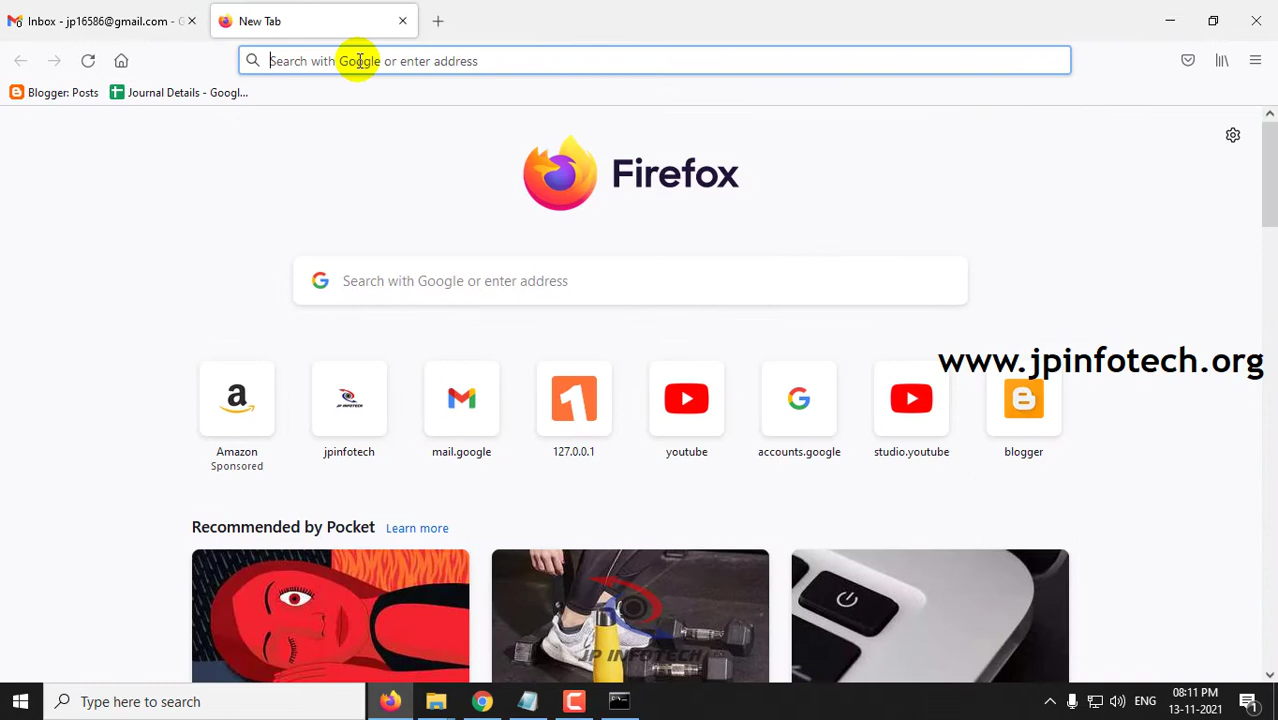 Inbox - jp16586@gmail.com - G
New Tab
Search with Google or enter address
Blogger: Posts
Journal Details - Googl...
Firefox
Search with Google or enter address
www.jpinfotech.org
Amazon
Sponsored
jpinfotech
mail.google
127.0.0.1
youtube
accounts.google
studio.youtube
blogger
Recommended by Pocket
Learn more
JP INFOTECH
Type here to search
ENG
08:11 PM
13-11-2021